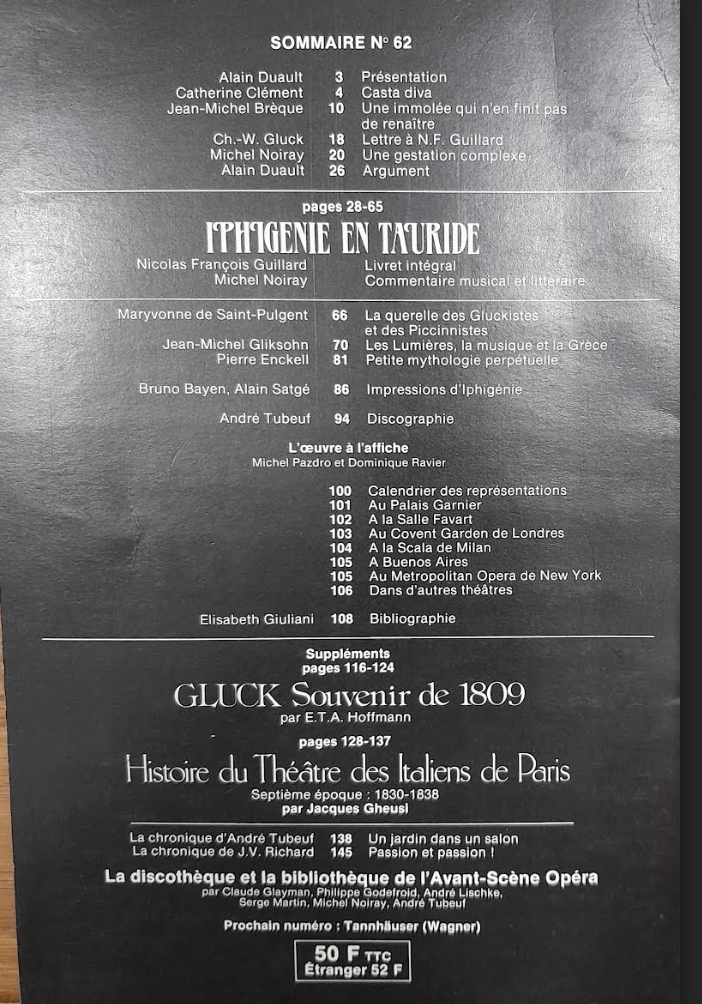 SOMMAIRE Nº 62
Alain Duault 3 Présentation
Catherine Clément 4 Casta diva
Jean-Michel Brèque 10 Une immolée qui n'en finit pas
de renaître
Ch.-W. Gluck 18 Lettre à N.F. Guillard
Michel Noiray 20 Une gestation complexe
Alain Duault 26 Argument
pages 28-65
IPHIGENIE EN TAURIDE
Nicolas François Guillard Livret intégral
Michel Noiray Commentaire musical et littéraire
Maryvonne de Saint-Pulgent 66 La querelle des Gluckistes
et des Piccinnistes
Jean-Michel Gliksohn 70 Les Lumières, la musique et la Grèce
Pierre Enckell 81 Petite mythologie perpétuelle
Bruno Bayen, Alain Satgé 86 Impressions d'Iphigénie
André Tubeuf 94 Discographie
L'œuvre à l'affiche
Michel Pazdro et Dominique Ravier
100 Calendrier des représentations
101 Au Palais Garnier
102 A la Salle Favart
103 Au Covent Garden de Londres
104 A la Scala de Milan
105 A Buenos Aires
105 Au Metropolitan Opera de New York
106 Dans d'autres théâtres
Elisabeth Giuliani 108 Bibliographie
Suppléments
pages 116-124
GLUCK Souvenir de 1809
par E.T.A. Hoffmann
pages 128-137
Histoire du Théâtre des Italiens de Paris
Septième époque : 1830-1838
par Jacques Gheusi
La chronique d'André Tubeuf 138 Un jardin dans un salon
La chronique de J.V. Richard 145 Passion et passion !
La discothèque et la bibliothèque de l'Avant-Scène Opéra
par Claude Glayman, Philippe Godefroid, André Lischke,
Serge Martin, Michel Noiray, André Tubeuf
Prochain numéro : Tannhäuser (Wagner)
50 F TTC
Étranger 52 F